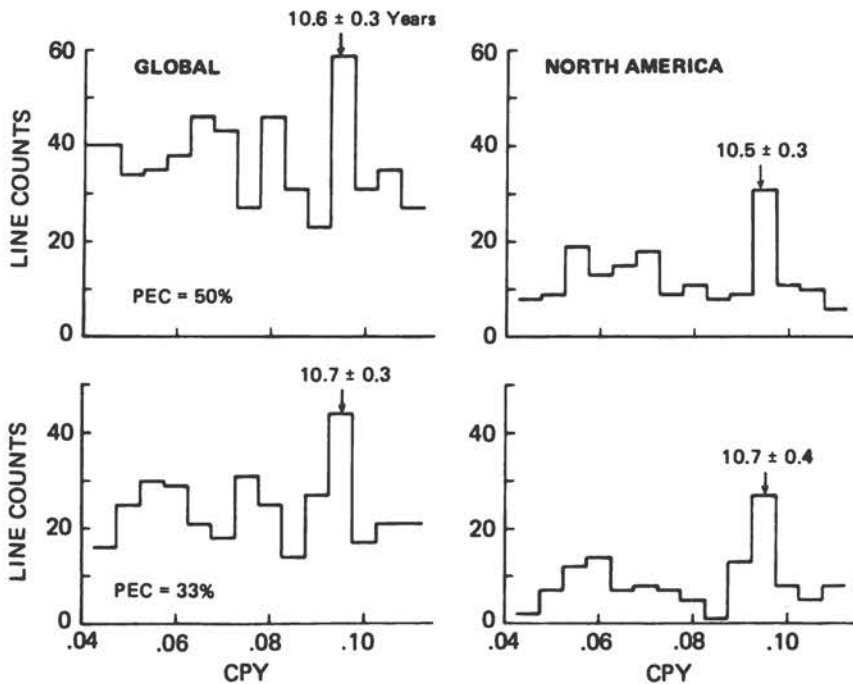 10.6 ± 0.3 Years
60
GLOBAL
40
20
0
LINE COUNTS
PEC = 50%
60
NORTH AMERICA
10.5 ± 0.3
40
20
0
10.7 ± 0.3
40
20
0
LINE COUNTS
PEC = 33%
.04 .06 .08 .10
CPY
10.7 ± 0.4
40
20
0
.04 .06 .08 .10
CPY